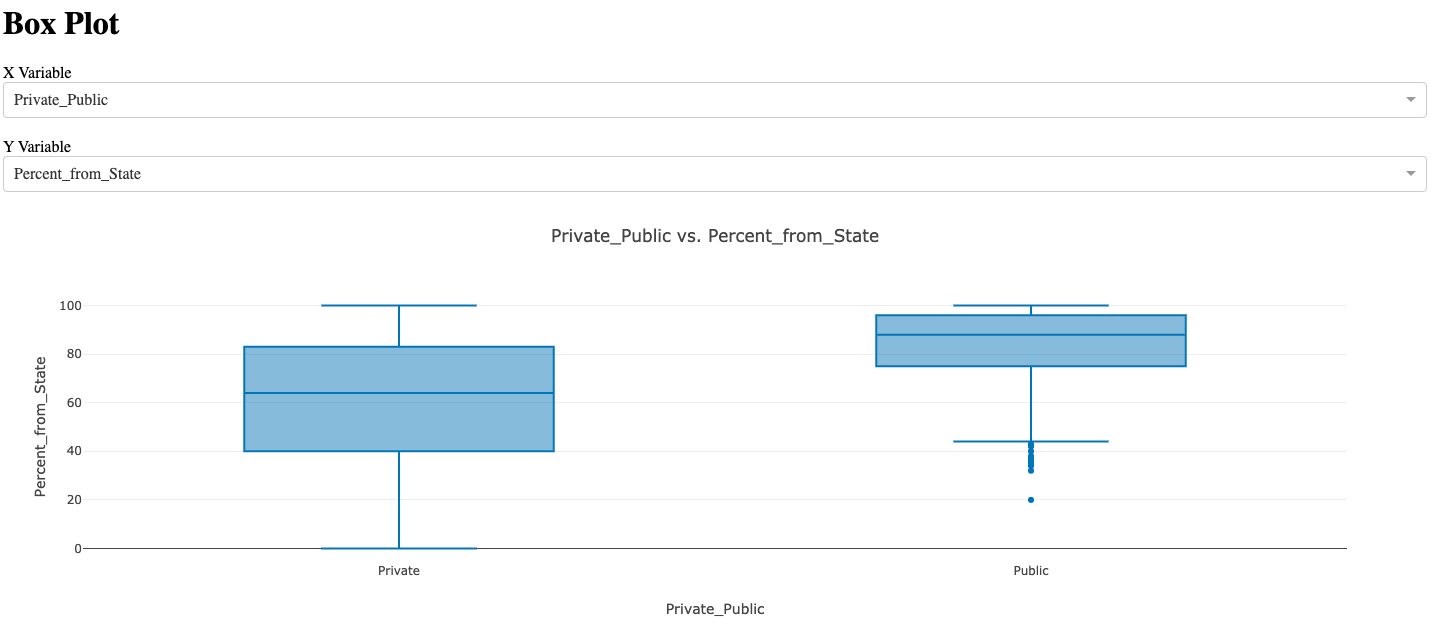 Box Plot
X Variable
Private_Public
Y Variable
Percent_from_State
Private_Public vs. Percent_from_State
100
80
60
40
20
0
Percent_from_State
Private
Public
Private_Public